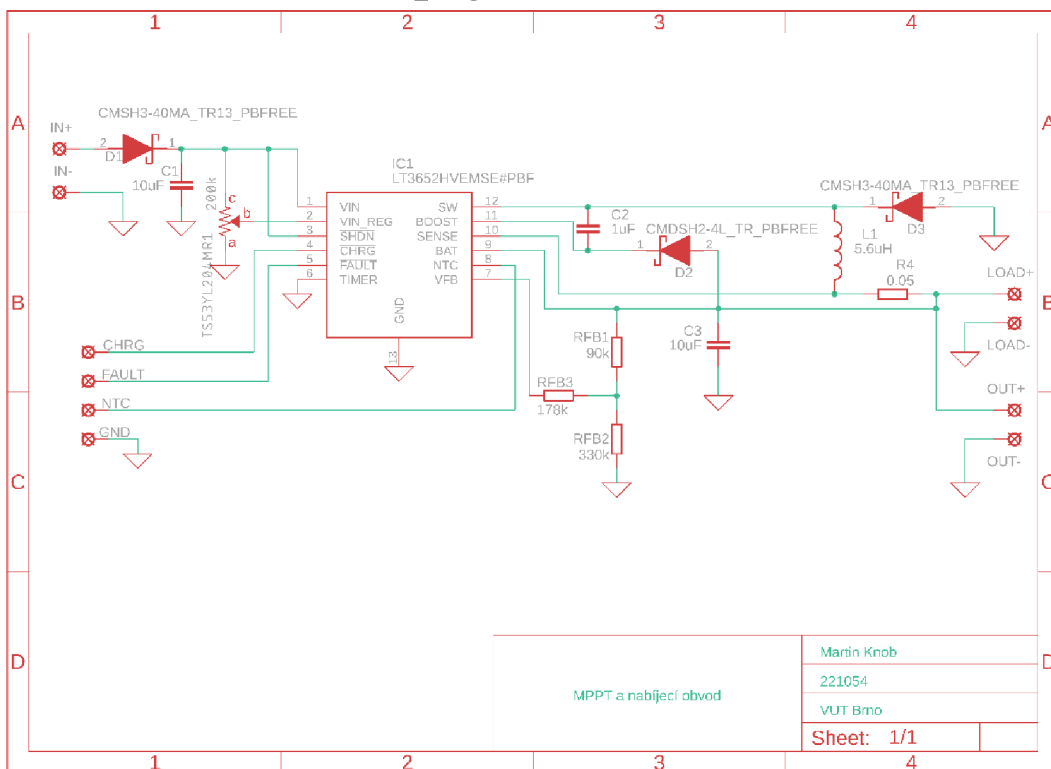 1 2 3 4
A A
CMSH3-40MA_TR13_PBFREE
IN+
2 1
D1
IN-
C1
10uF
200k
c
b
a
TS53YL204MR1
IC1
LT3652HVEMSE#PBF
1 VIN SW 12
2 VIN_REG BOOST 11
3 SHDN SENSE 10
4 CHRG BAT 9
5 FAULT NTC 8
6 TIMER VFB 7
GND
13
C2
1uF
CMDSH2-4L_TR_PBFREE
1 2
D2
CMSH3-40MA_TR13_PBFREE
1 2
D3
L1
5.6uH
R4
0.05
LOAD+
B B
LOAD-
RFB1
90k
C3
10uF
RFB3
178k
RFB2
330k
OUT+
OUT-
CHRG
FAULT
NTC
GND
C C
D D
MPPT a nabíjecí obvod
Martin Knob
221054
VUT Brno
Sheet: 1/1
1 2 3 4